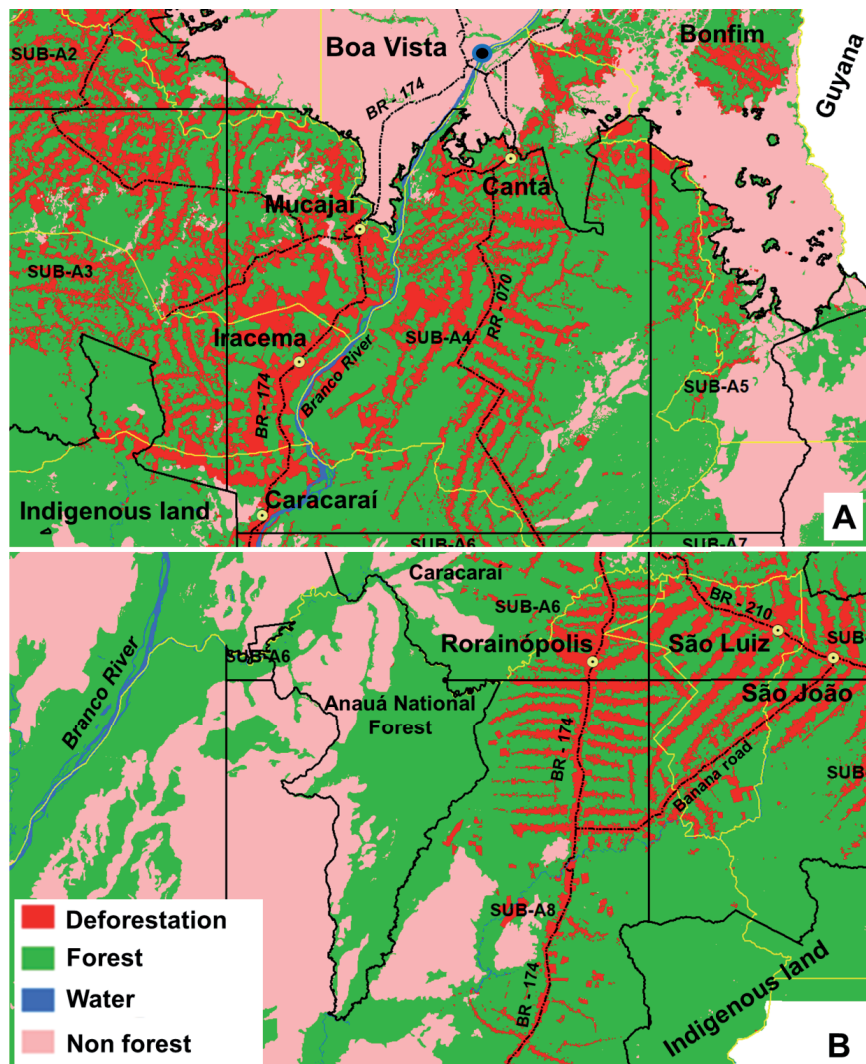 SUB-A2
Boa Vista
Bonfim
Guyana
BR - 174
Cantá
Mucajaí
SUB-A3
RR - 070
Iracema
SUB-A4
Branco River
BR - 174
SUB-A5
Indigenous land
Caracaraí
SUB-A6
SUB-A7
A
Caracaraí
SUB-A6
BR - 210
Branco River
SUB-A6
Rorainópolis
São Luiz
SUB
Anauá National
Forest
São João
BR - 174
Banana road
SUB
SUB-A8
Deforestation
Forest
Water
Non forest
BR - 174
Indigenous land
B